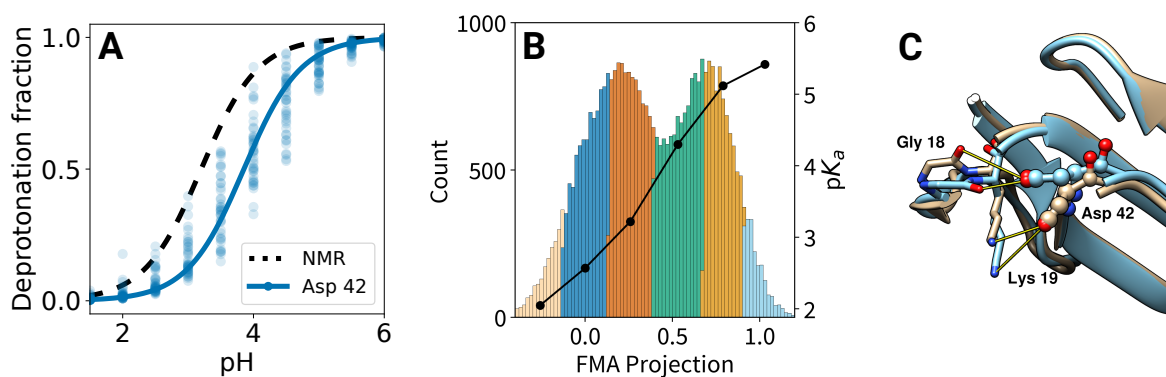 A
Deprotonation fraction
1.0
0.5
0.0
2
4
6
pH
NMR
Asp 42
B
Count
1000
500
0
0.0
0.5
1.0
FMA Projection
6
5
4
3
2
pKa
C
Gly 18
Asp 42
Lys 19